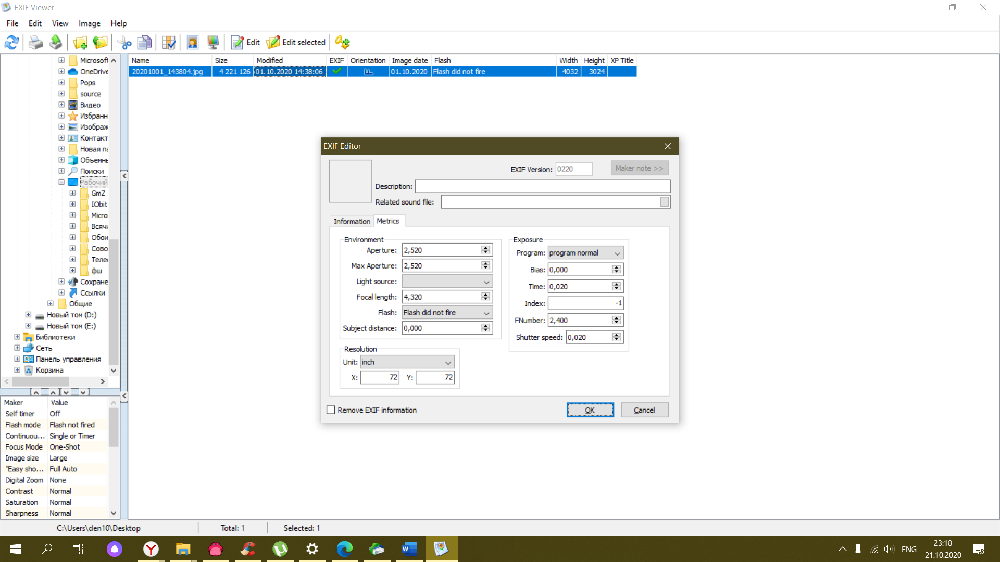 EXIF Viewer
File Edit View Image Help
Edit Edit selected
Microsoft
OneDrive
Pops
source
Видео
Избранн
Изображ
Контакт
Новая па
Объемнь
Поиски
Рабочий
GmZ
IObit
Micro
Всячи
Обои
Совс
Теле
фш
Сохране
Ссылки
Общие
Новый том (D:)
Новый том (E:)
Библиотеки
Сеть
Панель управления
Корзина
Maker Value
Self timer Off
Flash mode Flash not fired
Continuou... Single or Timer
Focus Mode One-Shot
Image size Large
"Easy sho... Full Auto
Digital Zoom None
Contrast Normal
Saturation Normal
Sharpness Normal
Name Size Modified EXIF Orientation Image date Flash Width Height XP Title
20201001_143804.jpg 4 221 126 01.10.2020 14:38:06 01.10.2020 Flash did not fire 4032 3024
EXIF Editor
EXIF Version: 0220 Maker note >>
Description:
Related sound file:
Information Metrics
Environment
Aperture: 2,520
Max Aperture: 2,520
Light source:
Focal length: 4,320
Flash: Flash did not fire
Subject distance: 0,000
Resolution
Unit: inch
X: 72 Y: 72
Exposure
Program: program normal
Bias: 0,000
Time: 0,020
Index: -1
FNumber: 2,400
Shutter speed: 0,020
Remove EXIF information OK Cancel
C:\Users\den10\Desktop Total: 1 Selected: 1
ENG 23:18
21.10.2020